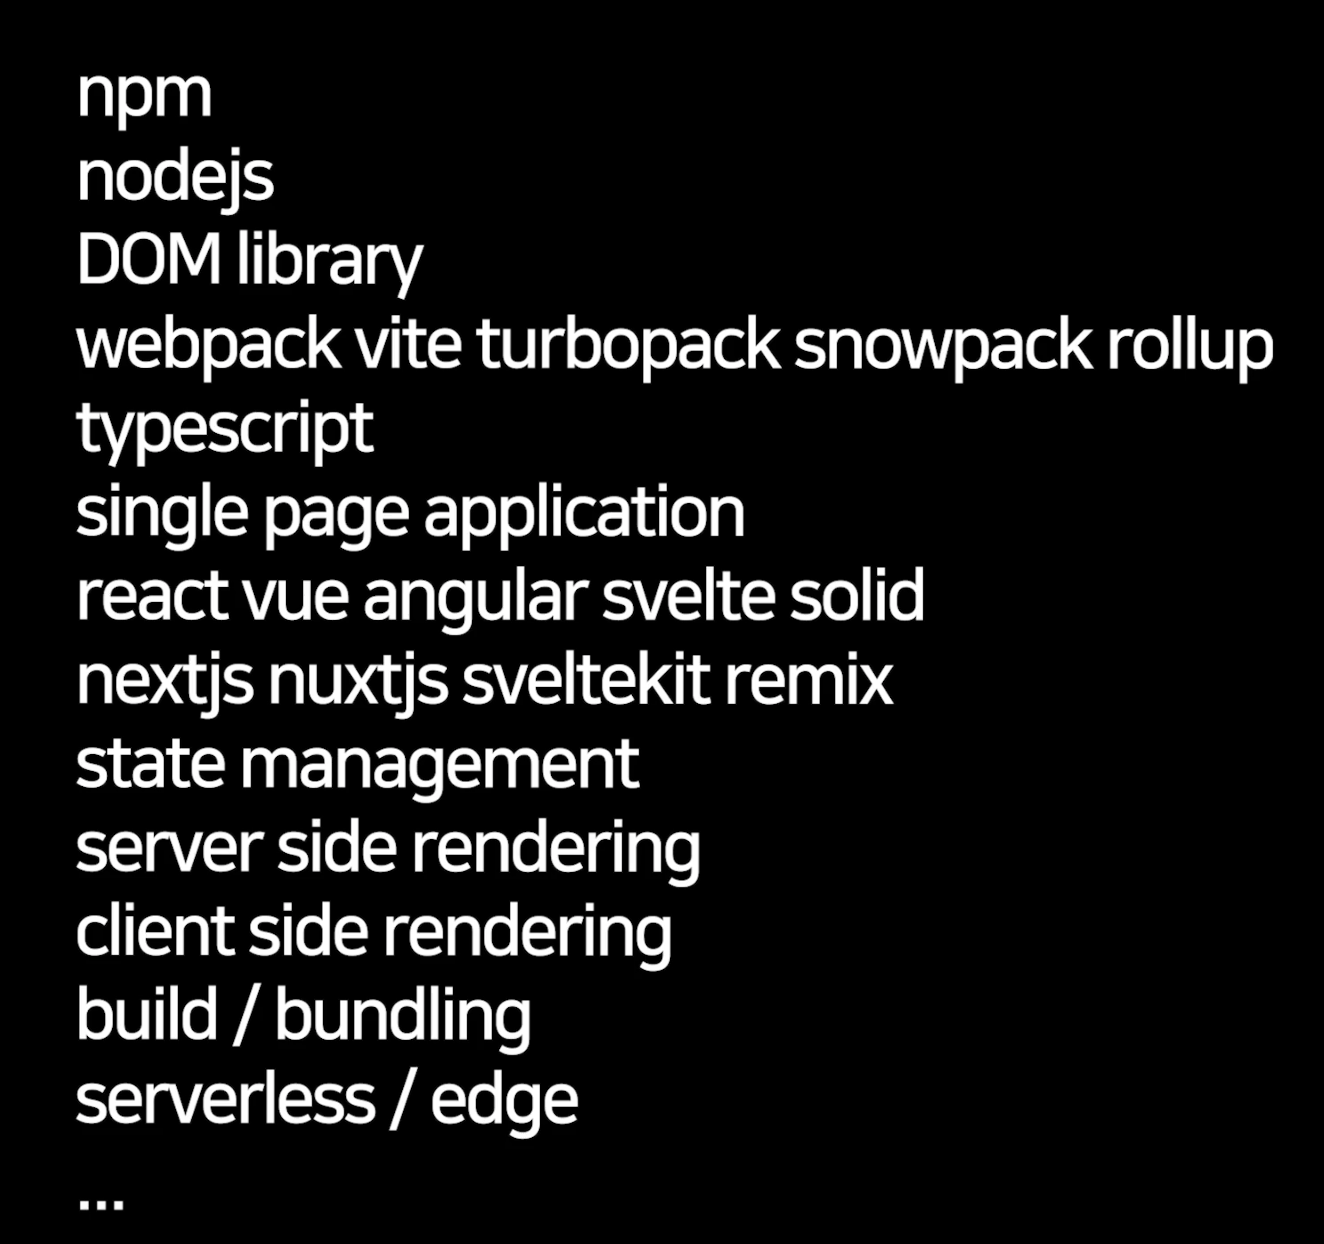 npm
nodejs
DOM library
webpack vite turbopack snowpack rollup
typescript
single page application
react vue angular svelte solid
nextjs nuxtjs sveltekit remix
state management
server side rendering
client side rendering
build / bundling
serverless / edge
...